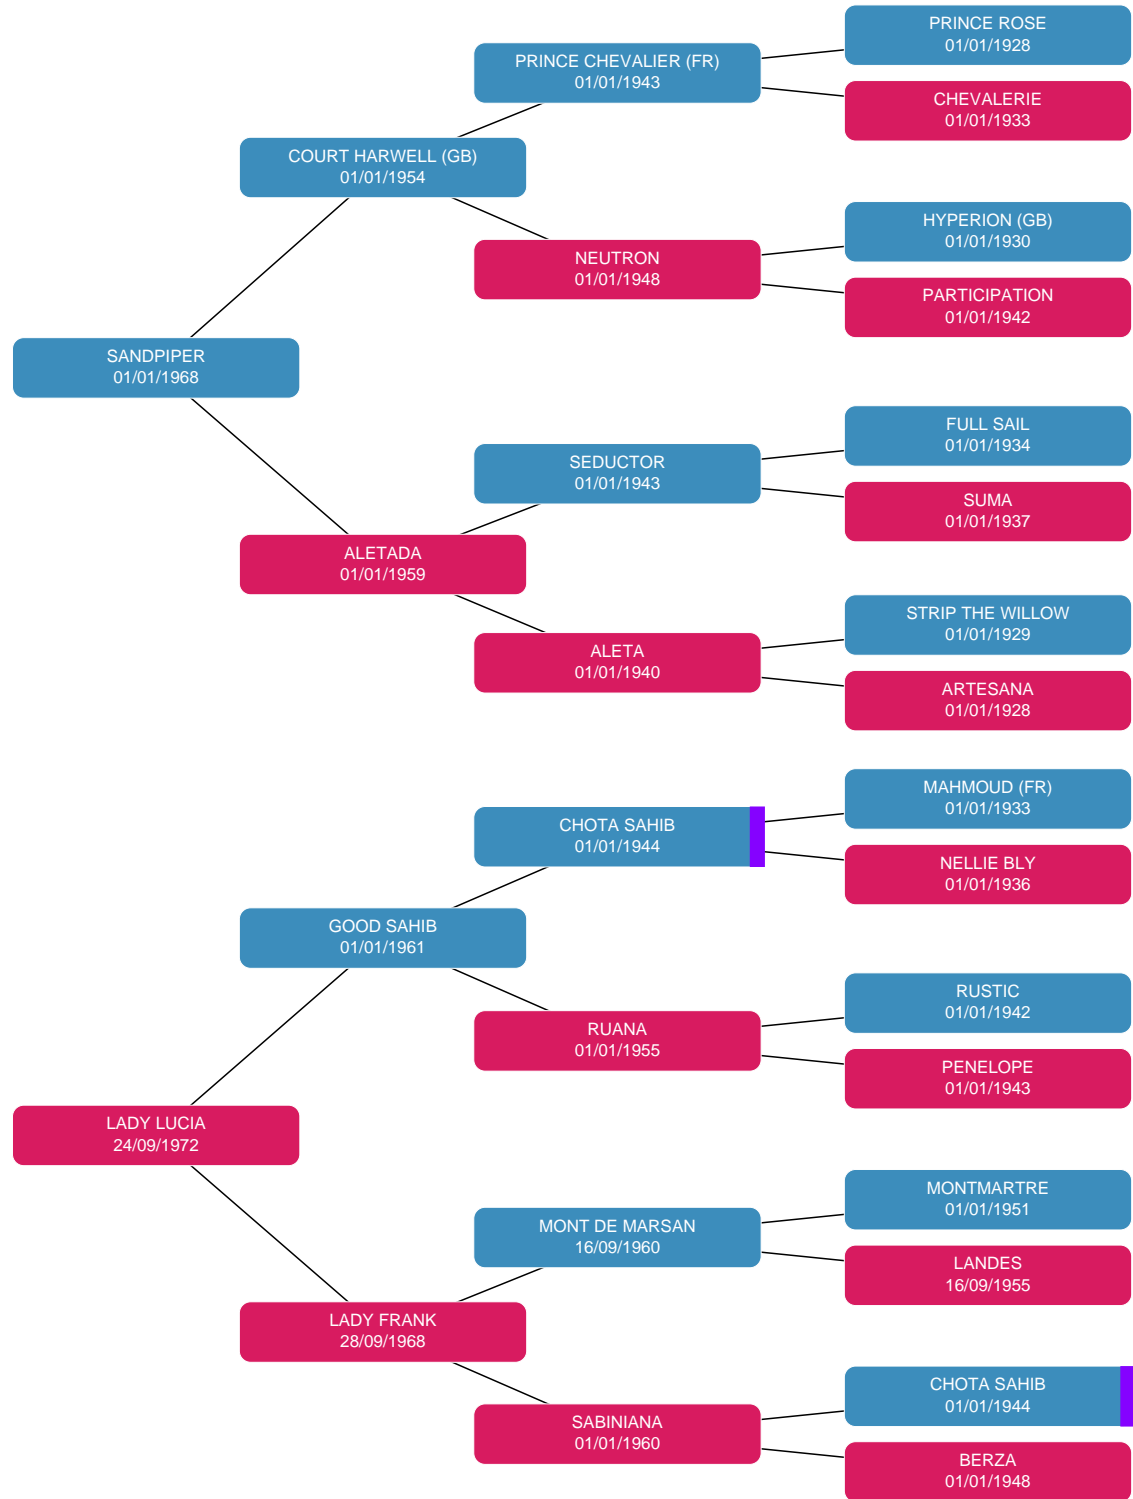 PRINCE ROSE
01/01/1928
PRINCE CHEVALIER (FR)
01/01/1943
CHEVALERIE
01/01/1933
COURT HARWELL (GB)
01/01/1954
HYPERION (GB)
01/01/1930
NEUTRON
01/01/1948
PARTICIPATION
01/01/1942
SANDPIPER
01/01/1968
FULL SAIL
01/01/1934
SEDUCTOR
01/01/1943
SUMA
01/01/1937
ALETADA
01/01/1959
STRIP THE WILLOW
01/01/1929
ALETA
01/01/1940
ARTESANA
01/01/1928
MAHMOUD (FR)
01/01/1933
CHOTA SAHIB
01/01/1944
NELLIE BLY
01/01/1936
GOOD SAHIB
01/01/1961
RUSTIC
01/01/1942
RUANA
01/01/1955
PENELOPE
01/01/1943
LADY LUCIA
24/09/1972
MONTMARTRE
01/01/1951
MONT DE MARSAN
16/09/1960
LANDES
16/09/1955
LADY FRANK
28/09/1968
CHOTA SAHIB
01/01/1944
SABINIANA
01/01/1960
BERZA
01/01/1948